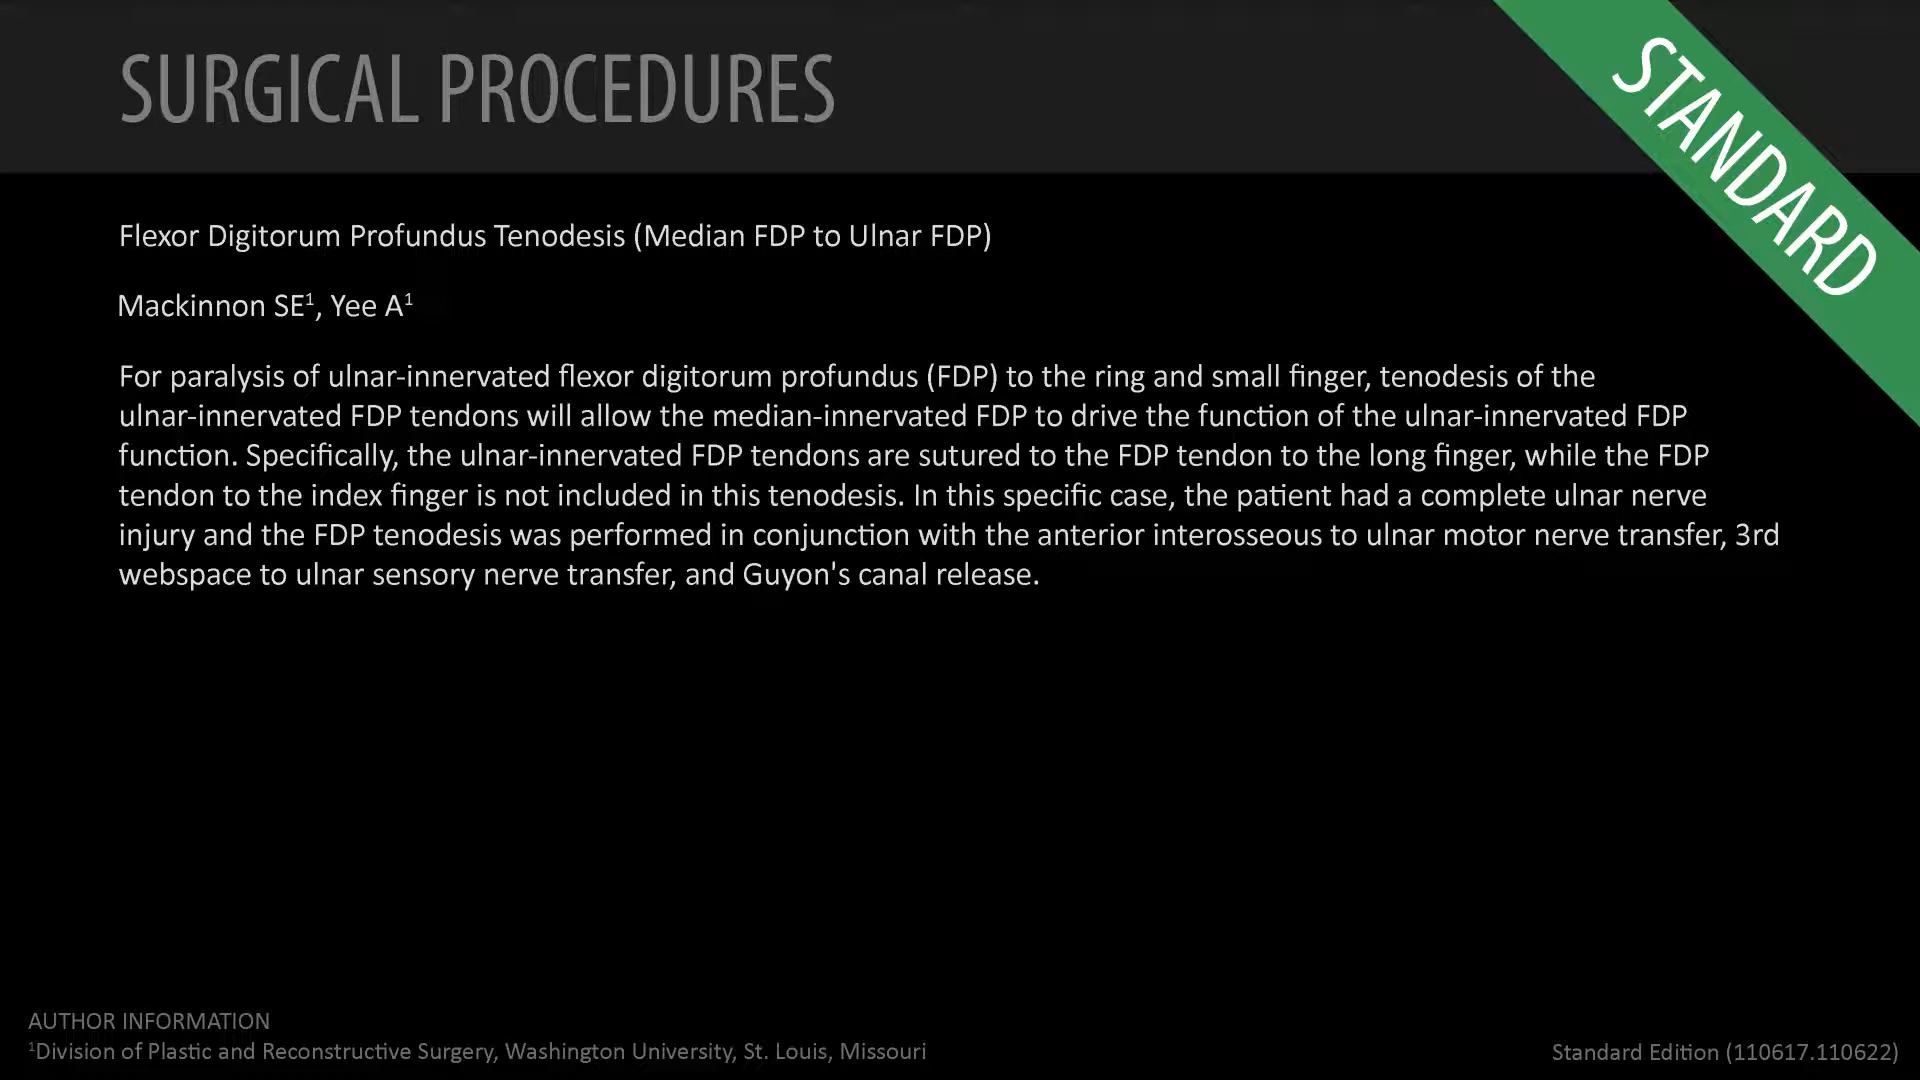 SURGICAL PROCEDURES
STANDARD
Flexor Digitorum Profundus Tenodesis (Median FDP to Ulnar FDP)
Mackinnon SE¹, Yee A¹
For paralysis of ulnar-innervated flexor digitorum profundus (FDP) to the ring and small finger, tenodesis of the
ulnar-innervated FDP tendons will allow the median-innervated FDP to drive the function of the ulnar-innervated FDP
function. Specifically, the ulnar-innervated FDP tendons are sutured to the FDP tendon to the long finger, while the FDP
tendon to the index finger is not included in this tenodesis. In this specific case, the patient had a complete ulnar nerve
injury and the FDP tenodesis was performed in conjunction with the anterior interosseous to ulnar motor nerve transfer, 3rd
webspace to ulnar sensory nerve transfer, and Guyon's canal release.
AUTHOR INFORMATION
¹Division of Plastic and Reconstructive Surgery, Washington University, St. Louis, Missouri
Standard Edition (110617.110622)